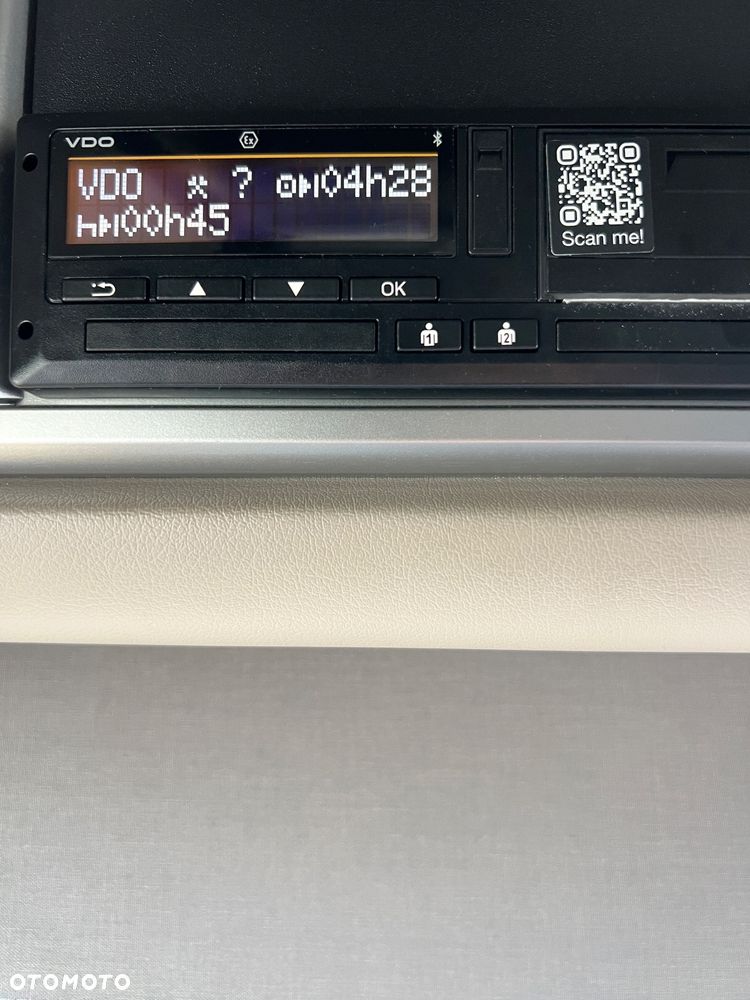 VDO
Ex
VDO ? 04h28
h 00h45
Scan me!
OK
1
2
OTOMOTO